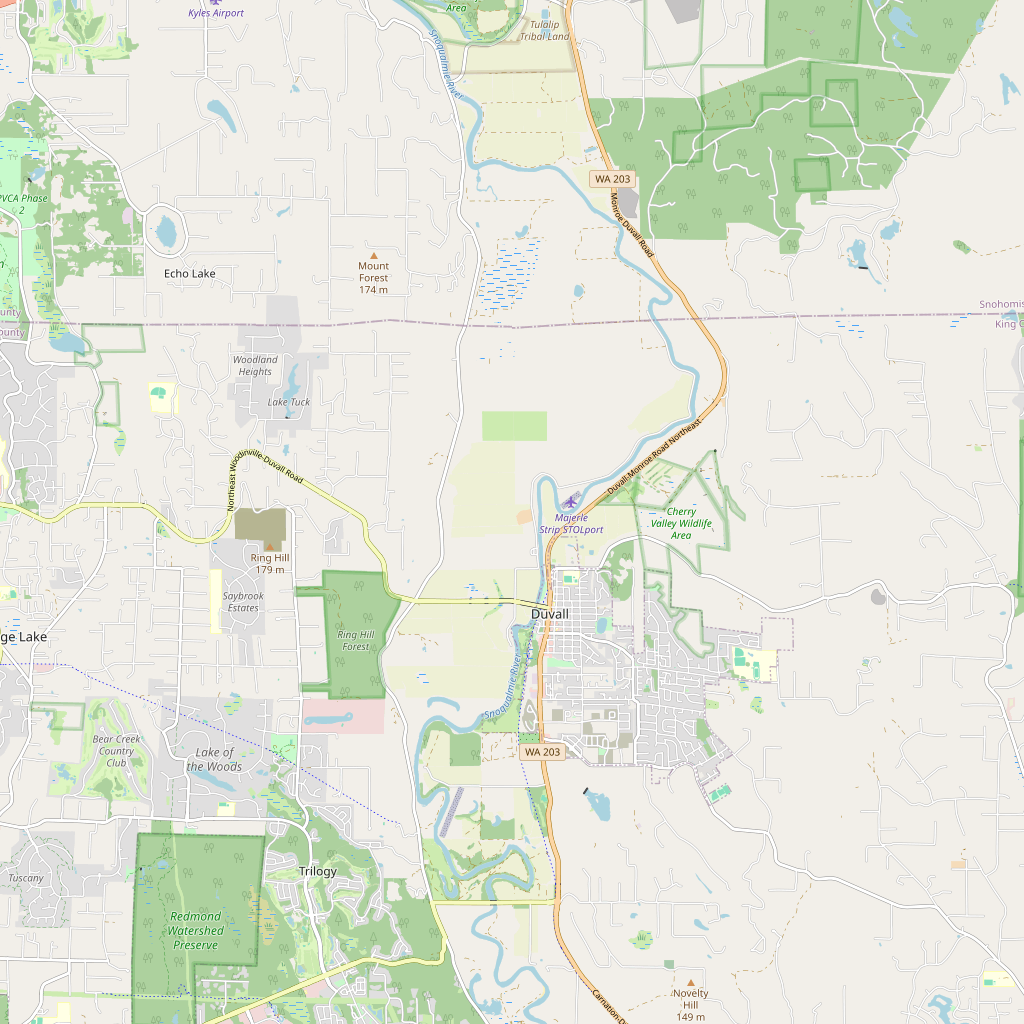 Kyles Airport
Area
Tulalip
Tribal Land
Snoqualmie River
WA 203
Monroe Duvall Road
PVCA Phase
2
Echo Lake
Mount
Forest
174 m
Snohomis
King C
ounty
ounty
Woodland
Heights
Lake Tuck
Northeast Woodinville-Duvall Road
Duvall-Monroe Road Northeast
Majerle
Strip STOLport
Cherry
Valley Wildlife
Area
Ring Hill
179 m
Saybrook
Estates
Duvall
Ring Hill
Forest
ge Lake
Snoqualmie River
Bear Creek
Country
Club
Lake of
the Woods
WA 203
Trilogy
Tuscany
Redmond
Watershed
Preserve
Novelty
Hill
149 m
Carnation-D